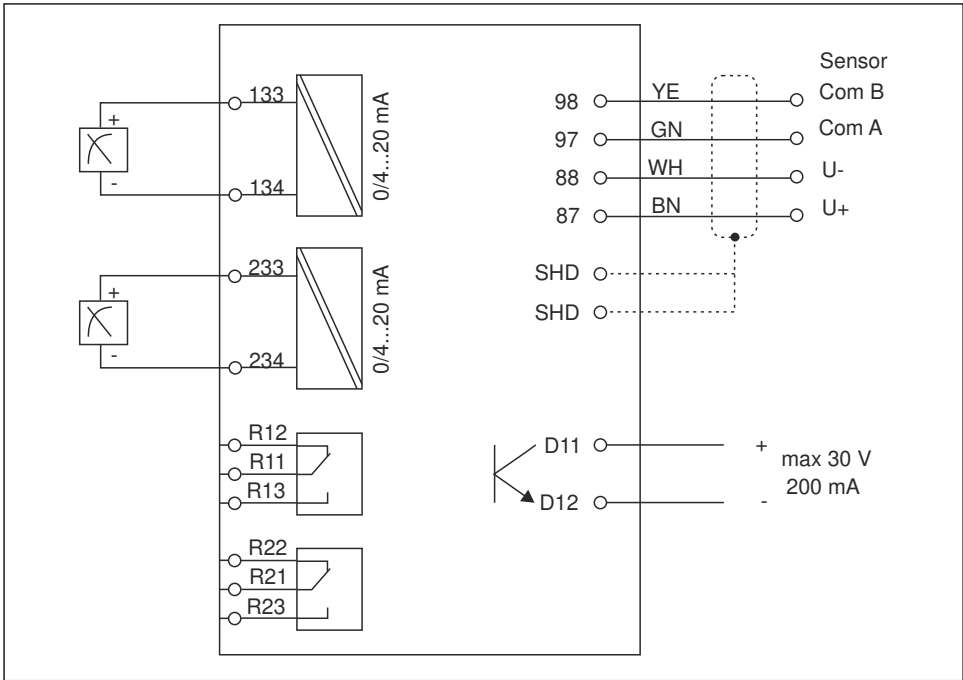 +
133
0/4...20 mA
-
134
+
233
0/4...20 mA
-
234
R12
R11
R13
R22
R21
R23
Sensor
98 YE Com B
97 GN Com A
88 WH U-
87 BN U+
SHD
SHD
D11 +
max 30 V
200 mA
D12 -